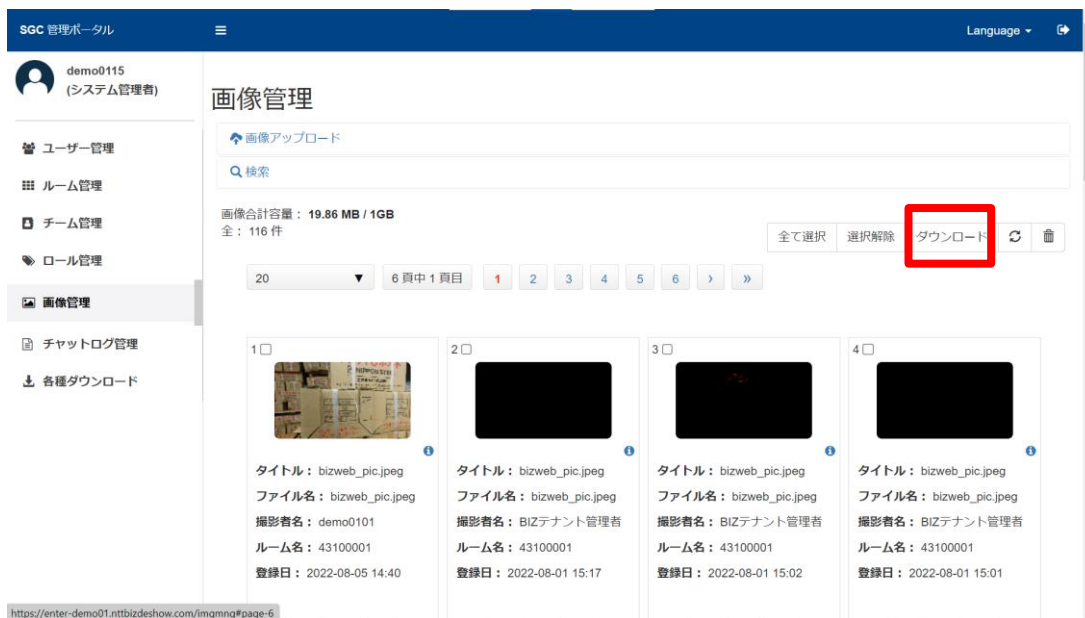 SGC 管理ポータル
Language
demo0115
(システム管理者)
画像管理
画像アップロード
検索
ユーザー管理
ルーム管理
チーム管理
ロール管理
画像管理
チャットログ管理
各種ダウンロード
画像合計容量： 19.86 MB / 1GB
全： 116 件
全て選択 選択解除 ダウンロード
20 6 頁中 1 頁目 1 2 3 4 5 6 › »
1 2 3 4
NIPPON STEEL
タイトル： bizweb_pic.jpeg
ファイル名： bizweb_pic.jpeg
撮影者名： demo0101
ルーム名： 43100001
登録日： 2022-08-05 14:40
タイトル： bizweb_pic.jpeg
ファイル名： bizweb_pic.jpeg
撮影者名： BIZテナント管理者
ルーム名： 43100001
登録日： 2022-08-01 15:17
タイトル： bizweb_pic.jpeg
ファイル名： bizweb_pic.jpeg
撮影者名： BIZテナント管理者
ルーム名： 43100001
登録日： 2022-08-01 15:02
タイトル： bizweb_pic.jpeg
ファイル名： bizweb_pic.jpeg
撮影者名： BIZテナント管理者
ルーム名： 43100001
登録日： 2022-08-01 15:01
https://enter-demo01.nttbizdeshow.com/imgmng#page-6